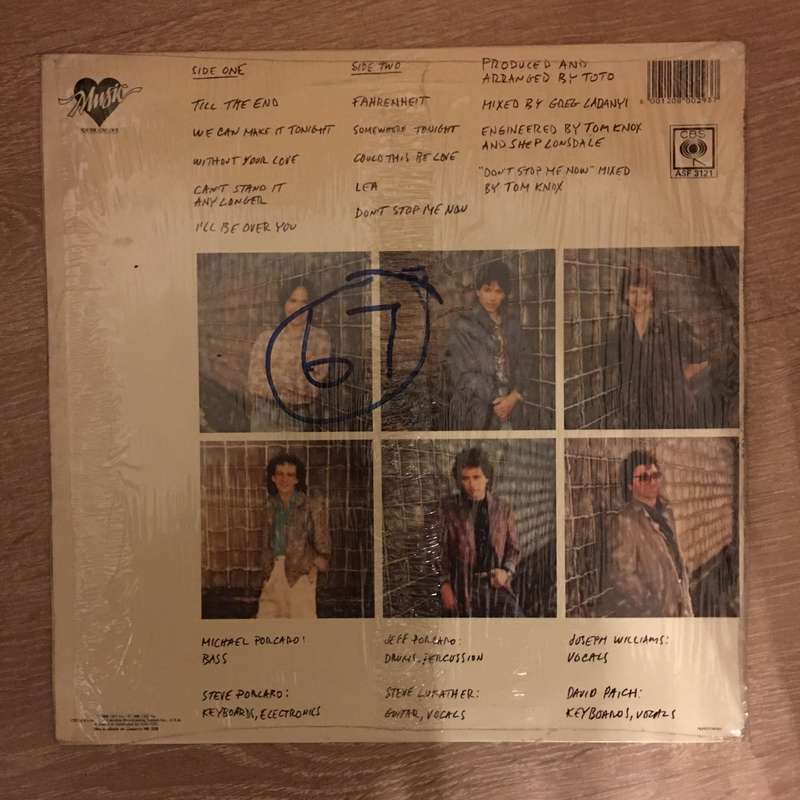 Music
SIDE ONE
TILL THE END
WE CAN MAKE IT TONIGHT
WITHOUT YOUR LOVE
CAN'T STAND IT
ANY LONGER
I'LL BE OVER YOU
SIDE TWO
FAHRENHEIT
SOMEWHERE TONIGHT
COULD THIS BE LOVE
LEA
DON'T STOP ME NOW
PRODUCED AND
ARRANGED BY TOTO
MIXED BY GREG LADANYI
ENGINEERED BY TOM KNOX
AND SHEP LONSDALE
"DON'T STOP ME NOW" MIXED
BY TOM KNOX
CBS
ASF 3121
67
MICHAEL PORCARO:
BASS
JEFF PORCARO:
DRUMS, PERCUSSION
JOSEPH WILLIAMS:
VOCALS
STEVE PORCARO:
KEYBOARDS, ELECTRONICS
STEVE LUKATHER:
GUITAR, VOCALS
DAVID PAICH:
KEYBOARDS, VOCALS